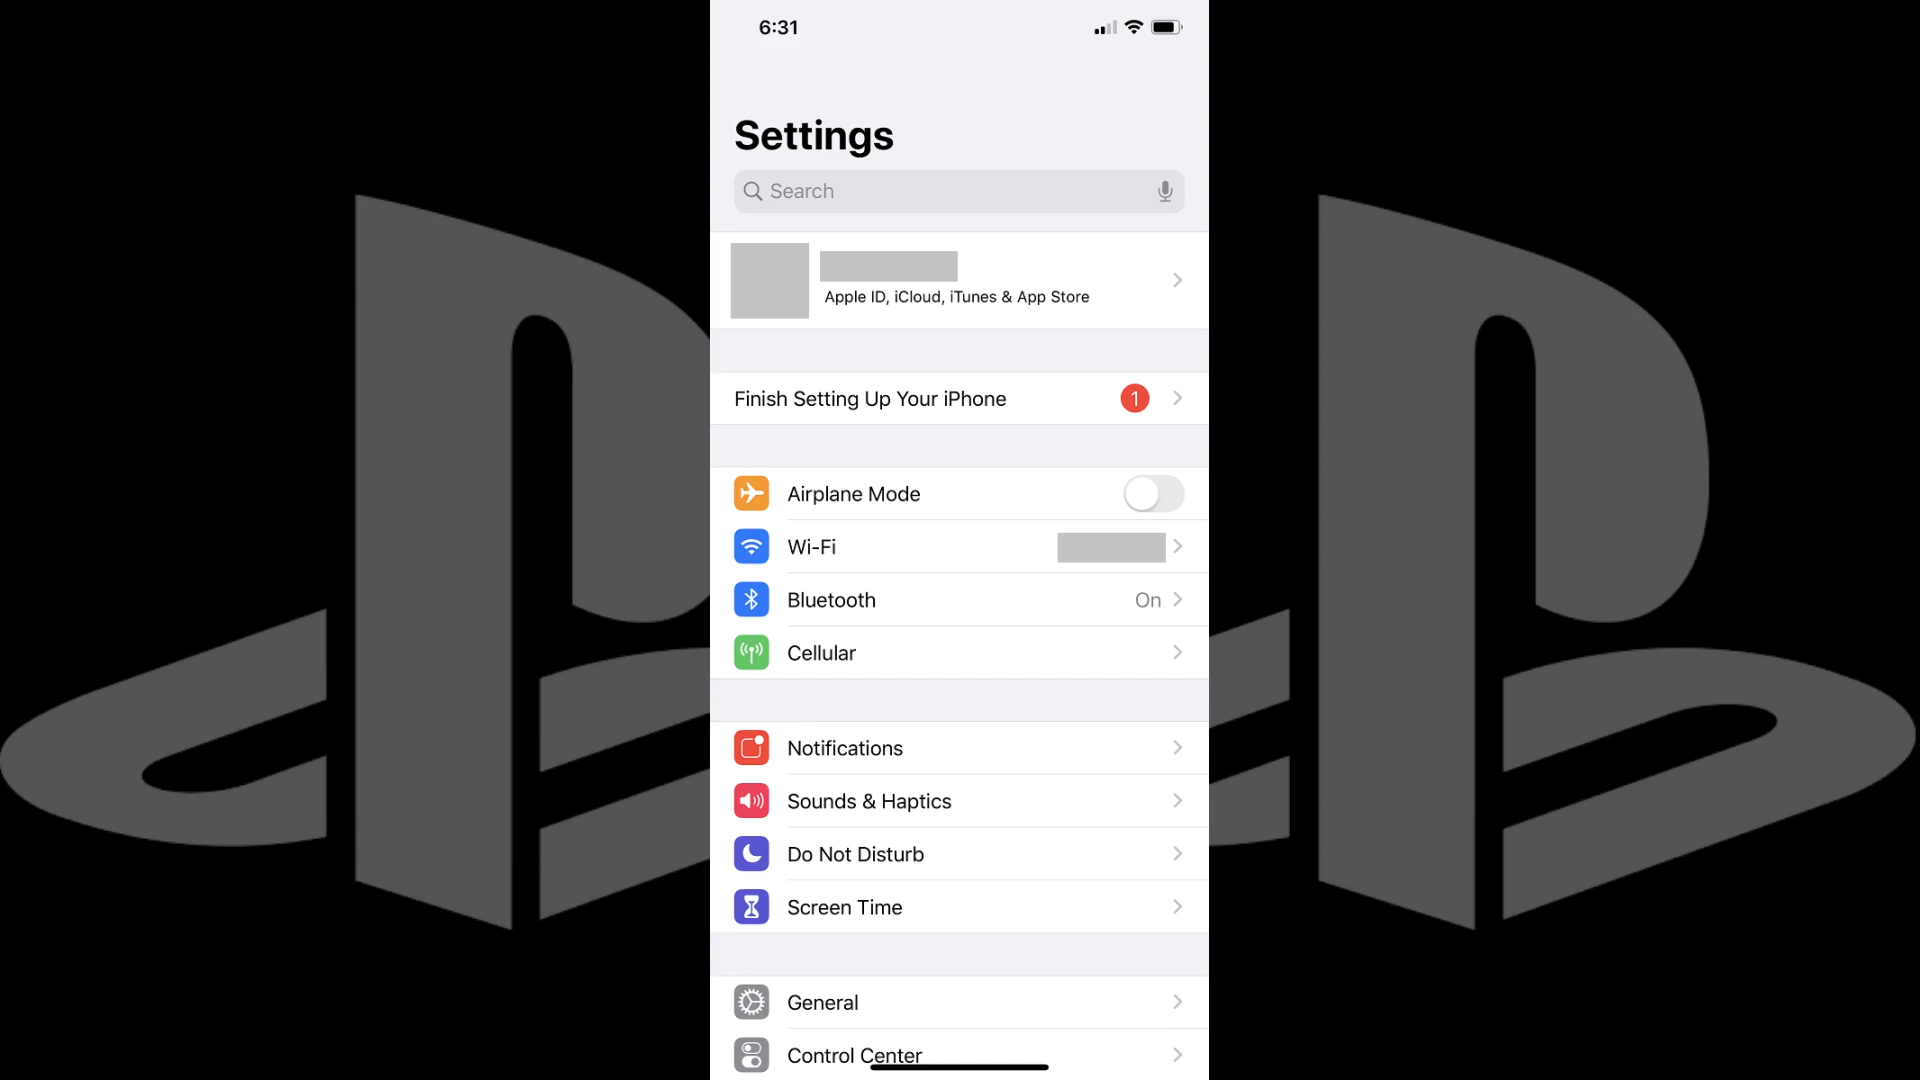 6:31
Settings
Search
Apple ID, iCloud, iTunes & App Store
Finish Setting Up Your iPhone 1
Airplane Mode
Wi-Fi
Bluetooth On
Cellular
Notifications
Sounds & Haptics
Do Not Disturb
Screen Time
General
Control Center